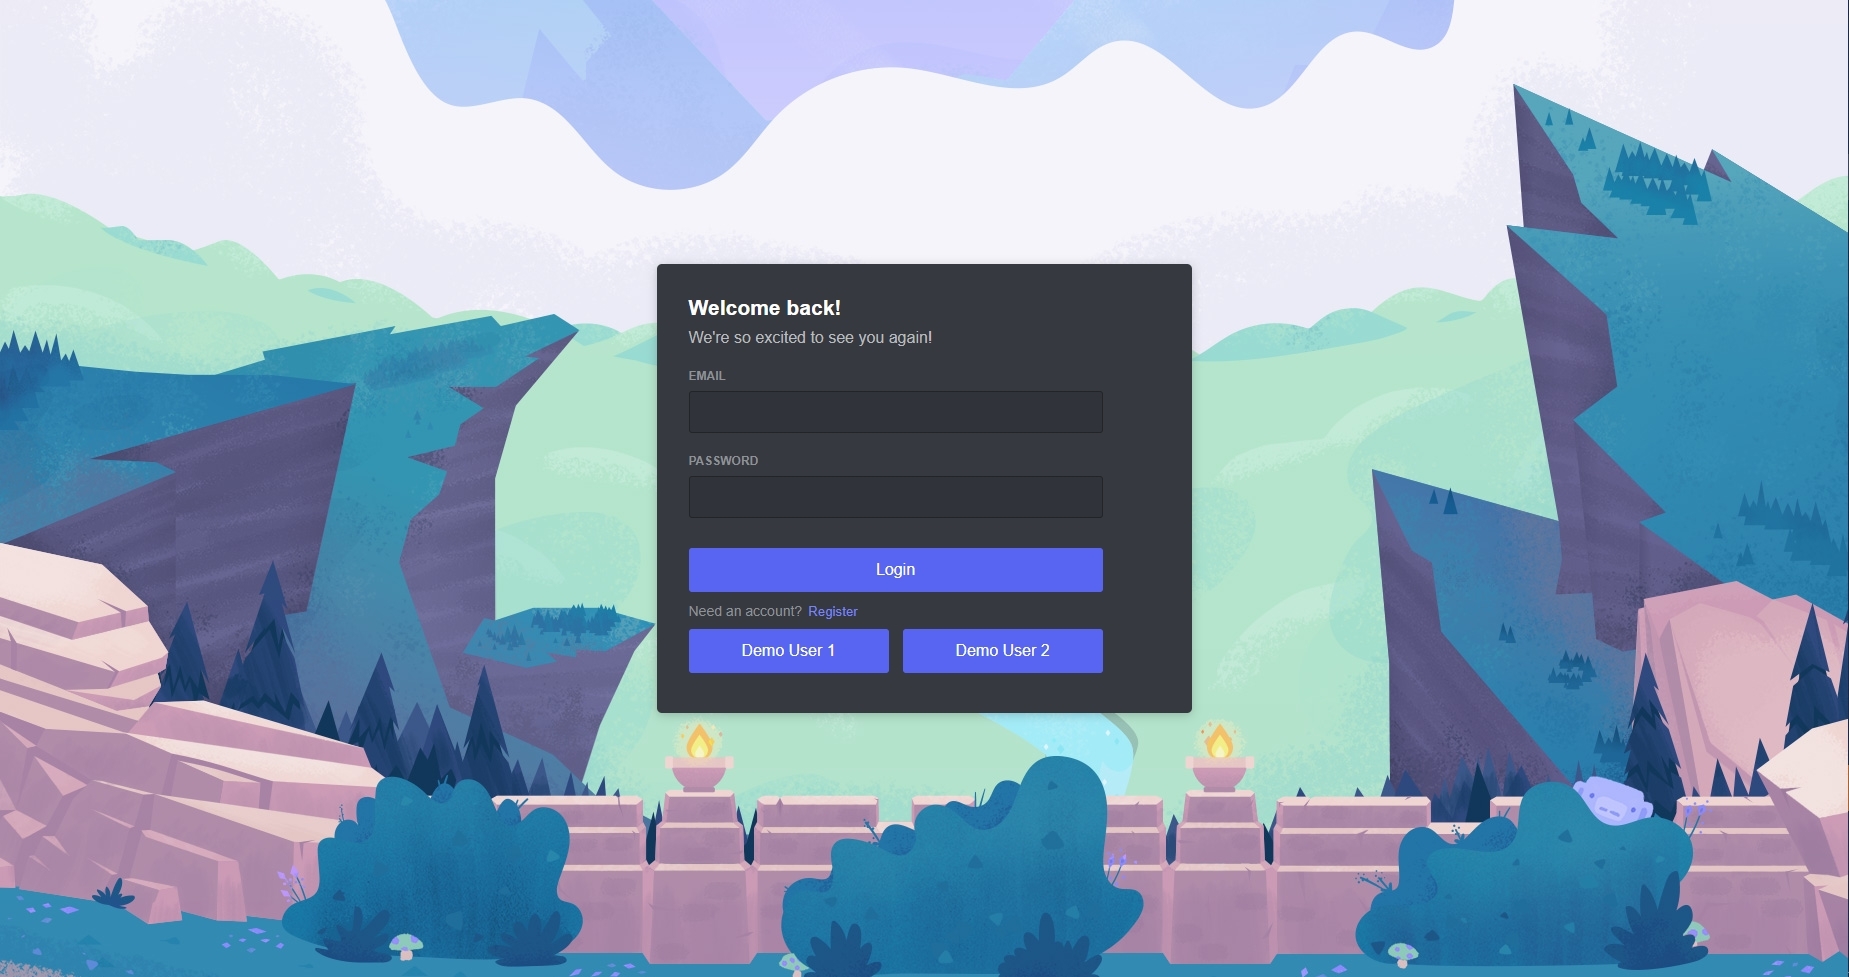 Welcome back!
We're so excited to see you again!
EMAIL
PASSWORD
Login
Need an account? Register
Demo User 1
Demo User 2